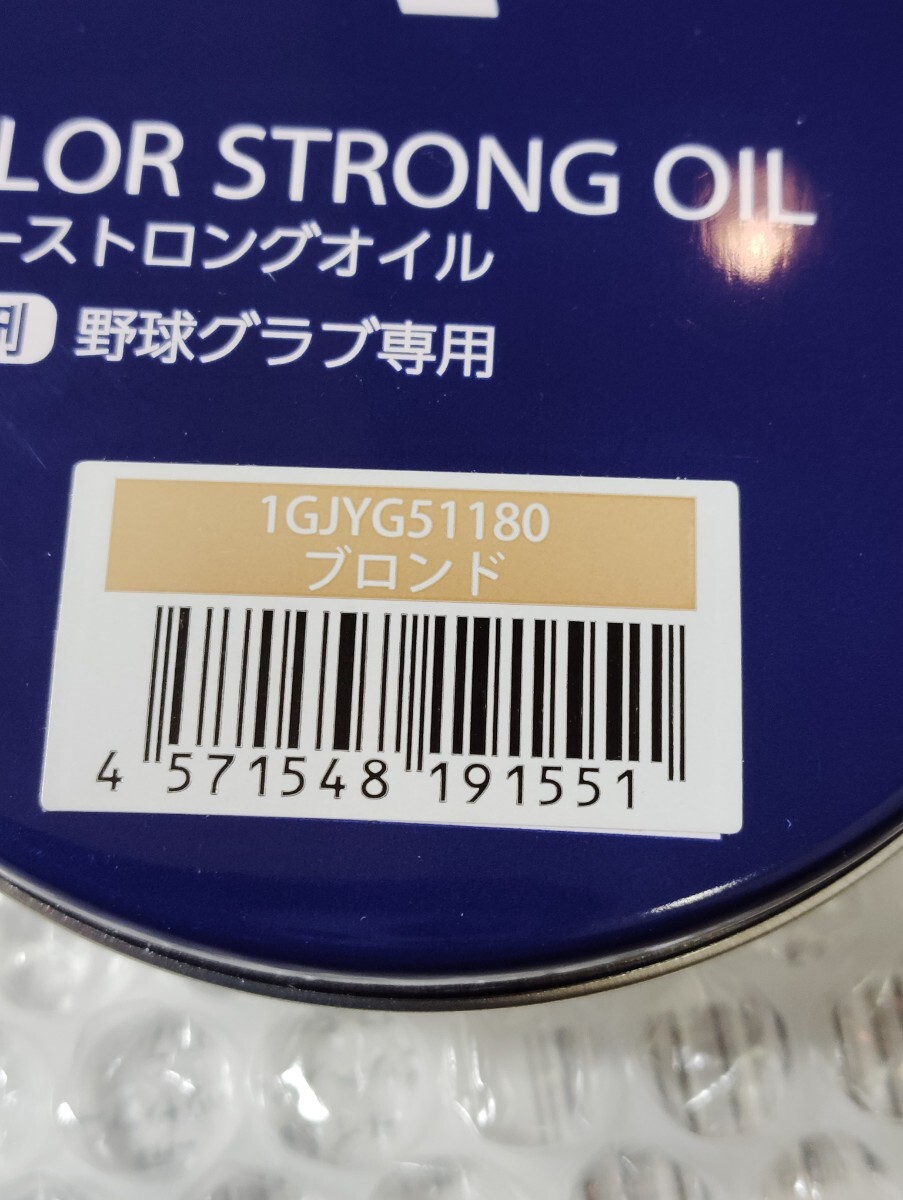 LOR STRONG OIL
ーストロングオイル
野球グラブ専用
1GJYG51180
ブロンド
4 571548 191551